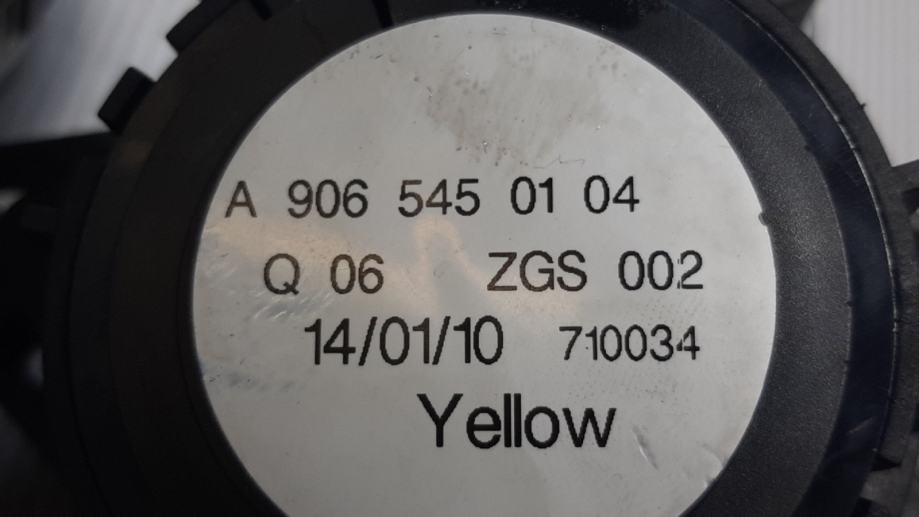 A 906 545 01 04
Q 06 ZGS 002
14/01/10 710034
Yellow